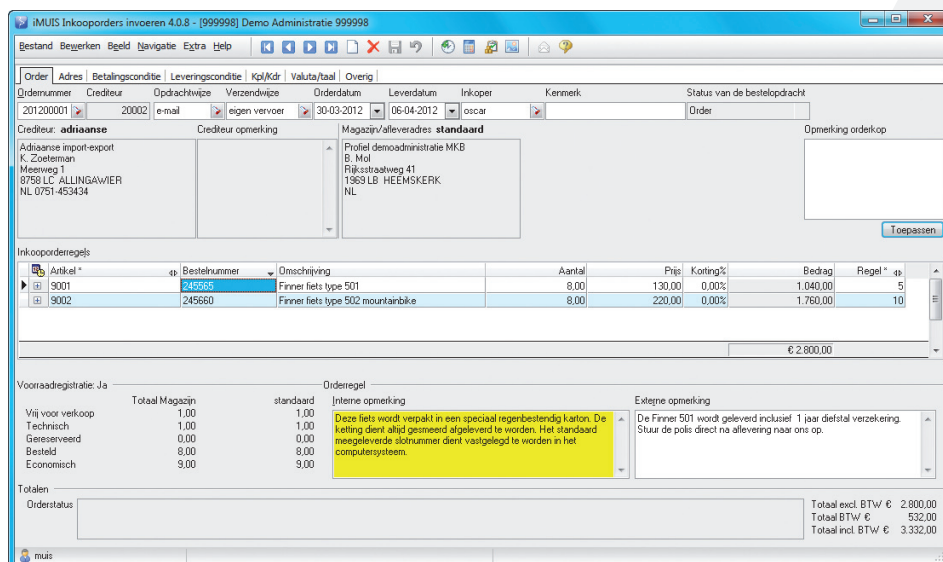 iMUIS Inkooporders invoeren 4.0.8 - [999998] Demo Administratie 999998
Bestand Bewerken Beeld Navigatie Extra Help
Order Adres Betalingsconditie Leveringsconditie Kpl/Kdr Valuta/taal Overig
Ordernummer Crediteur Opdrachtwijze Verzendwijze Orderdatum Leverdatum Inkoper Kenmerk Status van de bestelopdracht
201200001 20002 e-mail eigen vervoer 30-03-2012 06-04-2012 oscar Order
Crediteur: adriaanse Crediteur opmerking Magazijn/afleveradres standaard Opmerking orderkop
Adriaanse import-export Profiel demoadministratie MKB
K. Zoeterman B. Mol
Meerweg 1 Rijksstraatweg 41
8758 LC ALLINGAWIER 1969 LB HEEMSKERK
NL 0751-453434 NL
Toepassen
Inkooporderregels
Artikel * Bestelnummer Omschrijving Aantal Prijs Korting% Bedrag Regel *
9001 245565 Finner fiets type 501 8,00 130,00 0,00% 1.040,00 5
9002 245660 Finner fiets type 502 mountainbike 8,00 220,00 0,00% 1.760,00 10
€ 2.800,00
Voorraadregistratie: Ja Orderregel
Totaal Magazijn standaard Interne opmerking Externe opmerking
Vrij voor verkoop 1,00 1,00
Technisch 1,00 1,00
Gereserveerd 0,00 0,00
Besteld 8,00 8,00
Economisch 9,00 9,00
Deze fiets wordt verpakt in een speciaal regenbestendig karton. De
ketting dient altijd gesmeerd afgeleverd te worden. Het standaard
meegeleverde slotnummer dient vastgelegd te worden in het
computersysteem.
De Finner 501 wordt geleverd inclusief 1 jaar diefstal verzekering.
Stuur de polis direct na aflevering naar ons op.
Totalen
Orderstatus
Totaal excl. BTW € 2.800,00
Totaal BTW € 532,00
Totaal incl. BTW € 3.332,00
muis